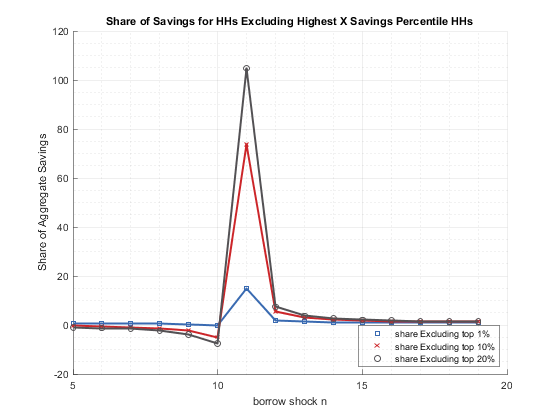 Share of Savings for HHs Excluding Highest X Savings Percentile HHs
120
100
80
60
40
20
0
-20
Share of Aggregate Savings
5
10
15
20
borrow shock n
share Excluding top 1%
share Excluding top 10%
share Excluding top 20%